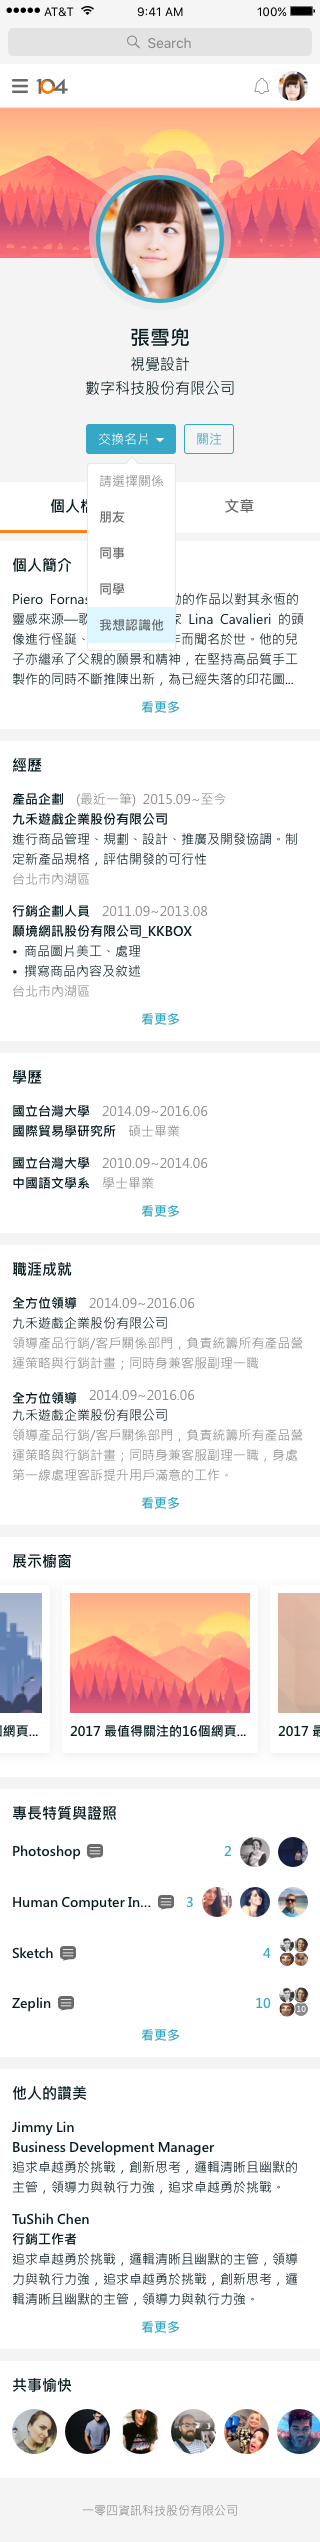 AT&T 9:41 AM 100%
Search
104
張雪兜
視覺設計
數字科技股份有限公司
交換名片 關注
請選擇關係
朋友
同事
同學
我想認識他
個人檔 文章
個人簡介
Piero Fornas 動的作品以對其永恆的
靈感來源—歌 家 Lina Cavalieri 的頭
像進行怪誕、 作而聞名於世。他的兒
子亦繼承了父親的願景和精神，在堅持高品質手工
製作的同時不斷推陳出新，為已經失落的印花圖...
看更多
經歷
產品企劃 (最近一筆) 2015.09~至今
九禾遊戲企業股份有限公司
進行商品管理、規劃、設計、推廣及開發協調。制
定新產品規格，評估開發的可行性
台北市內湖區
行銷企劃人員 2011.09~2013.08
願境網訊股份有限公司_KKBOX
• 商品圖片美工、處理
• 撰寫商品內容及敘述
台北市內湖區
看更多
學歷
國立台灣大學 2014.09~2016.06
國際貿易學研究所 碩士畢業
國立台灣大學 2010.09~2014.06
中國語文學系 學士畢業
看更多
職涯成就
全方位領導 2014.09~2016.06
九禾遊戲企業股份有限公司
領導產品行銷/客戶關係部門，負責統籌所有產品營
運策略與行銷計畫；同時身兼客服副理一職
全方位領導 2014.09~2016.06
九禾遊戲企業股份有限公司
領導產品行銷/客戶關係部門，負責統籌所有產品營
運策略與行銷計畫；同時身兼客服副理一職，身處
第一線處理客訴提升用戶滿意的工作。
看更多
展示櫥窗
個網頁... 2017 最值得關注的16個網頁... 2017 最
專長特質與證照
Photoshop 2
Human Computer In... 3
Sketch 4
Zeplin 10
10
看更多
他人的讚美
Jimmy Lin
Business Development Manager
追求卓越勇於挑戰，創新思考，邏輯清晰且幽默的
主管，領導力與執行力強，追求卓越勇於挑戰。
TuShih Chen
行銷工作者
追求卓越勇於挑戰，邏輯清晰且幽默的主管，領導
力與執行力強，追求卓越勇於挑戰，創新思考，邏
輯清晰且幽默的主管，領導力與執行力強。
看更多
共事愉快
一零四資訊科技股份有限公司